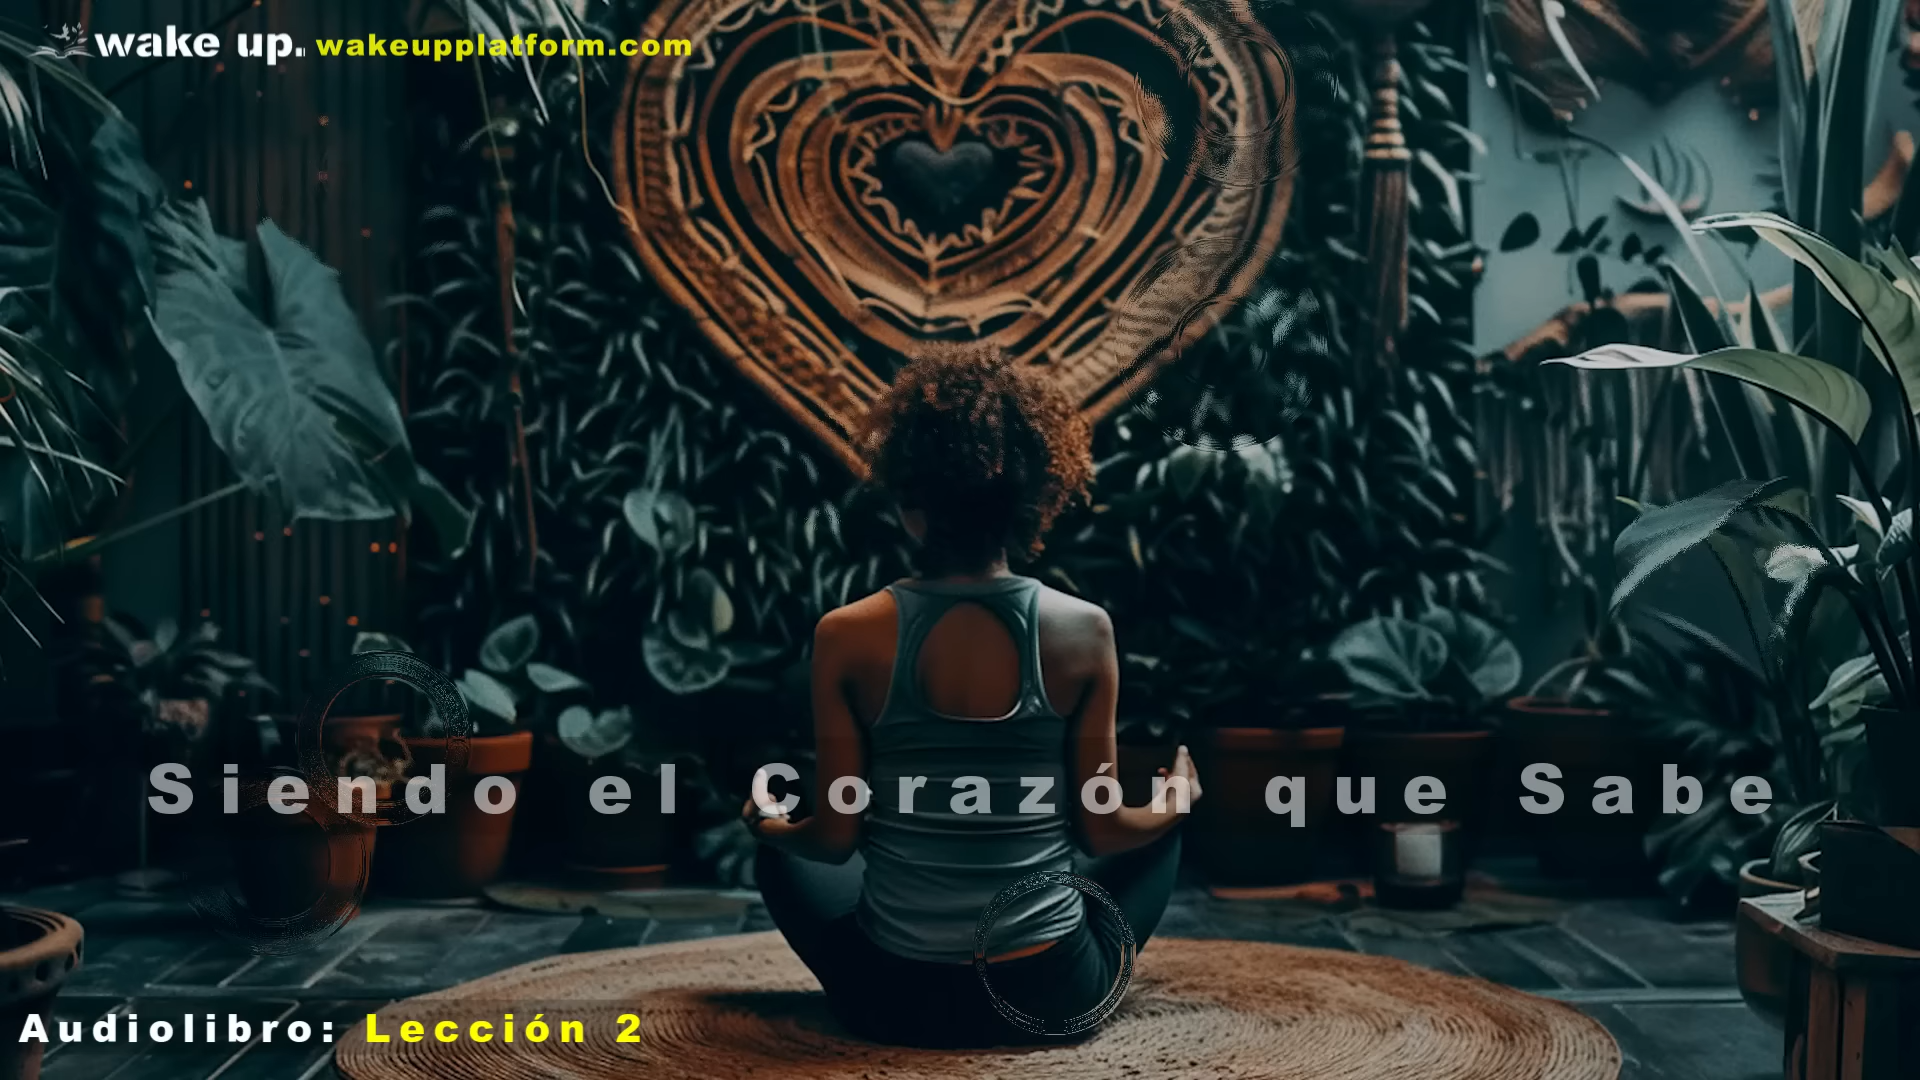 wake up. wakeupplatform.com
Siendo el Corazón que Sabe
Audiolibro: Lección 2